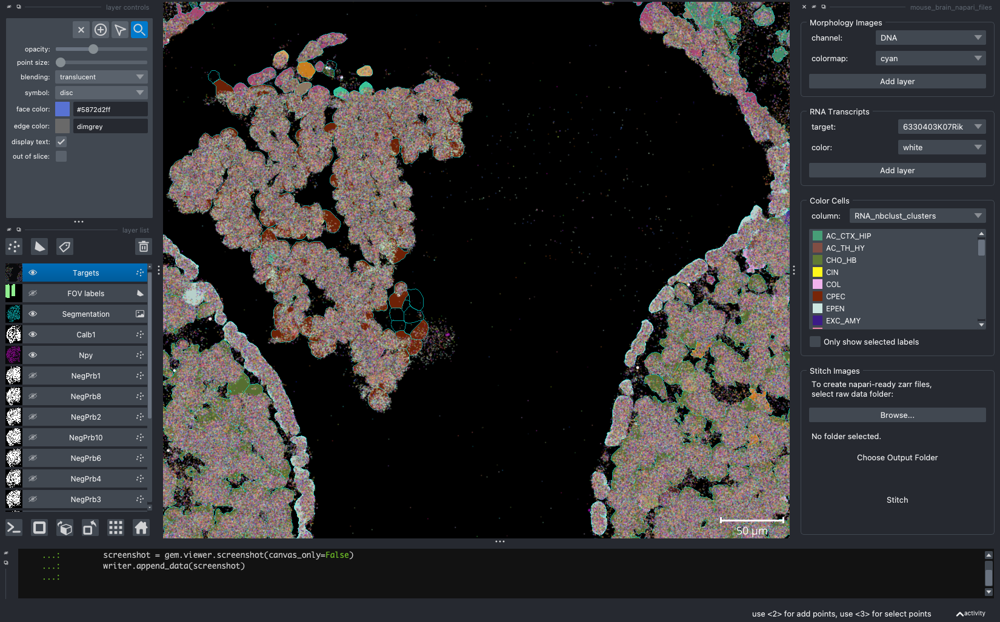 layer controls
opacity:
point size:
blending:
translucent
symbol:
disc
face color:
#5872d2ff
edge color:
dimgrey
display text:
out of slice:
layer list
Targets
FOV labels
Segmentation
Calb1
Npy
NegPrb1
NegPrb8
NegPrb2
NegPrb10
NegPrb6
NegPrb4
NegPrb3
50 μm
mouse_brain_napari_files
Morphology Images
channel:
DNA
colormap:
cyan
Add layer
RNA Transcripts
target:
6330403K07Rik
color:
white
Add layer
Color Cells
column:
RNA_nbclust_clusters
AC_CTX_HIP
AC_TH_HY
CHO_HB
CIN
COL
CPEC
EPEN
EXC_AMY
Only show selected labels
Stitch Images
To create napari-ready zarr files,
select raw data folder:
Browse...
No folder selected.
Choose Output Folder
Stitch
...: screenshot = gem.viewer.screenshot(canvas_only=False)
...: writer.append_data(screenshot)
...:
use <2> for add points, use <3> for select points
activity